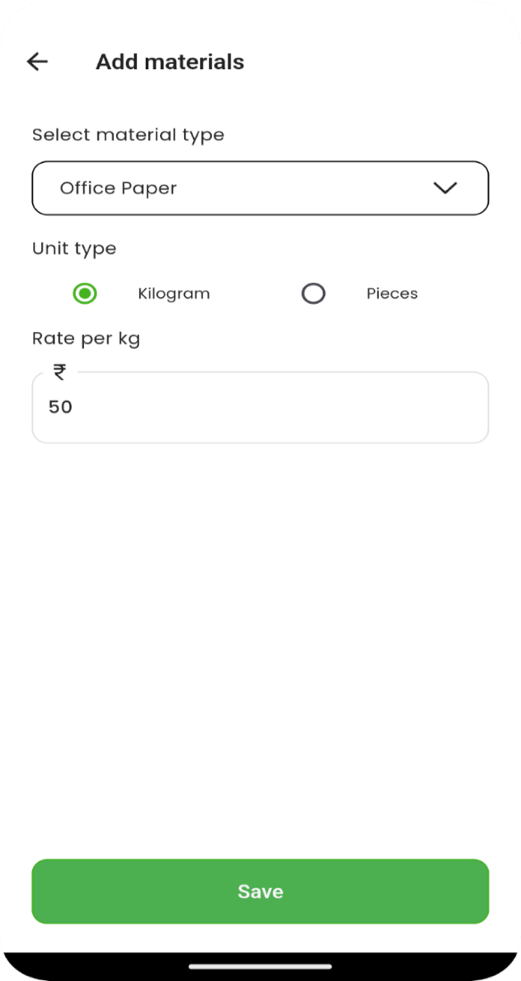 Add materials
Select material type
Office Paper
Unit type
Kilogram Pieces
Rate per kg
₹
50
Save